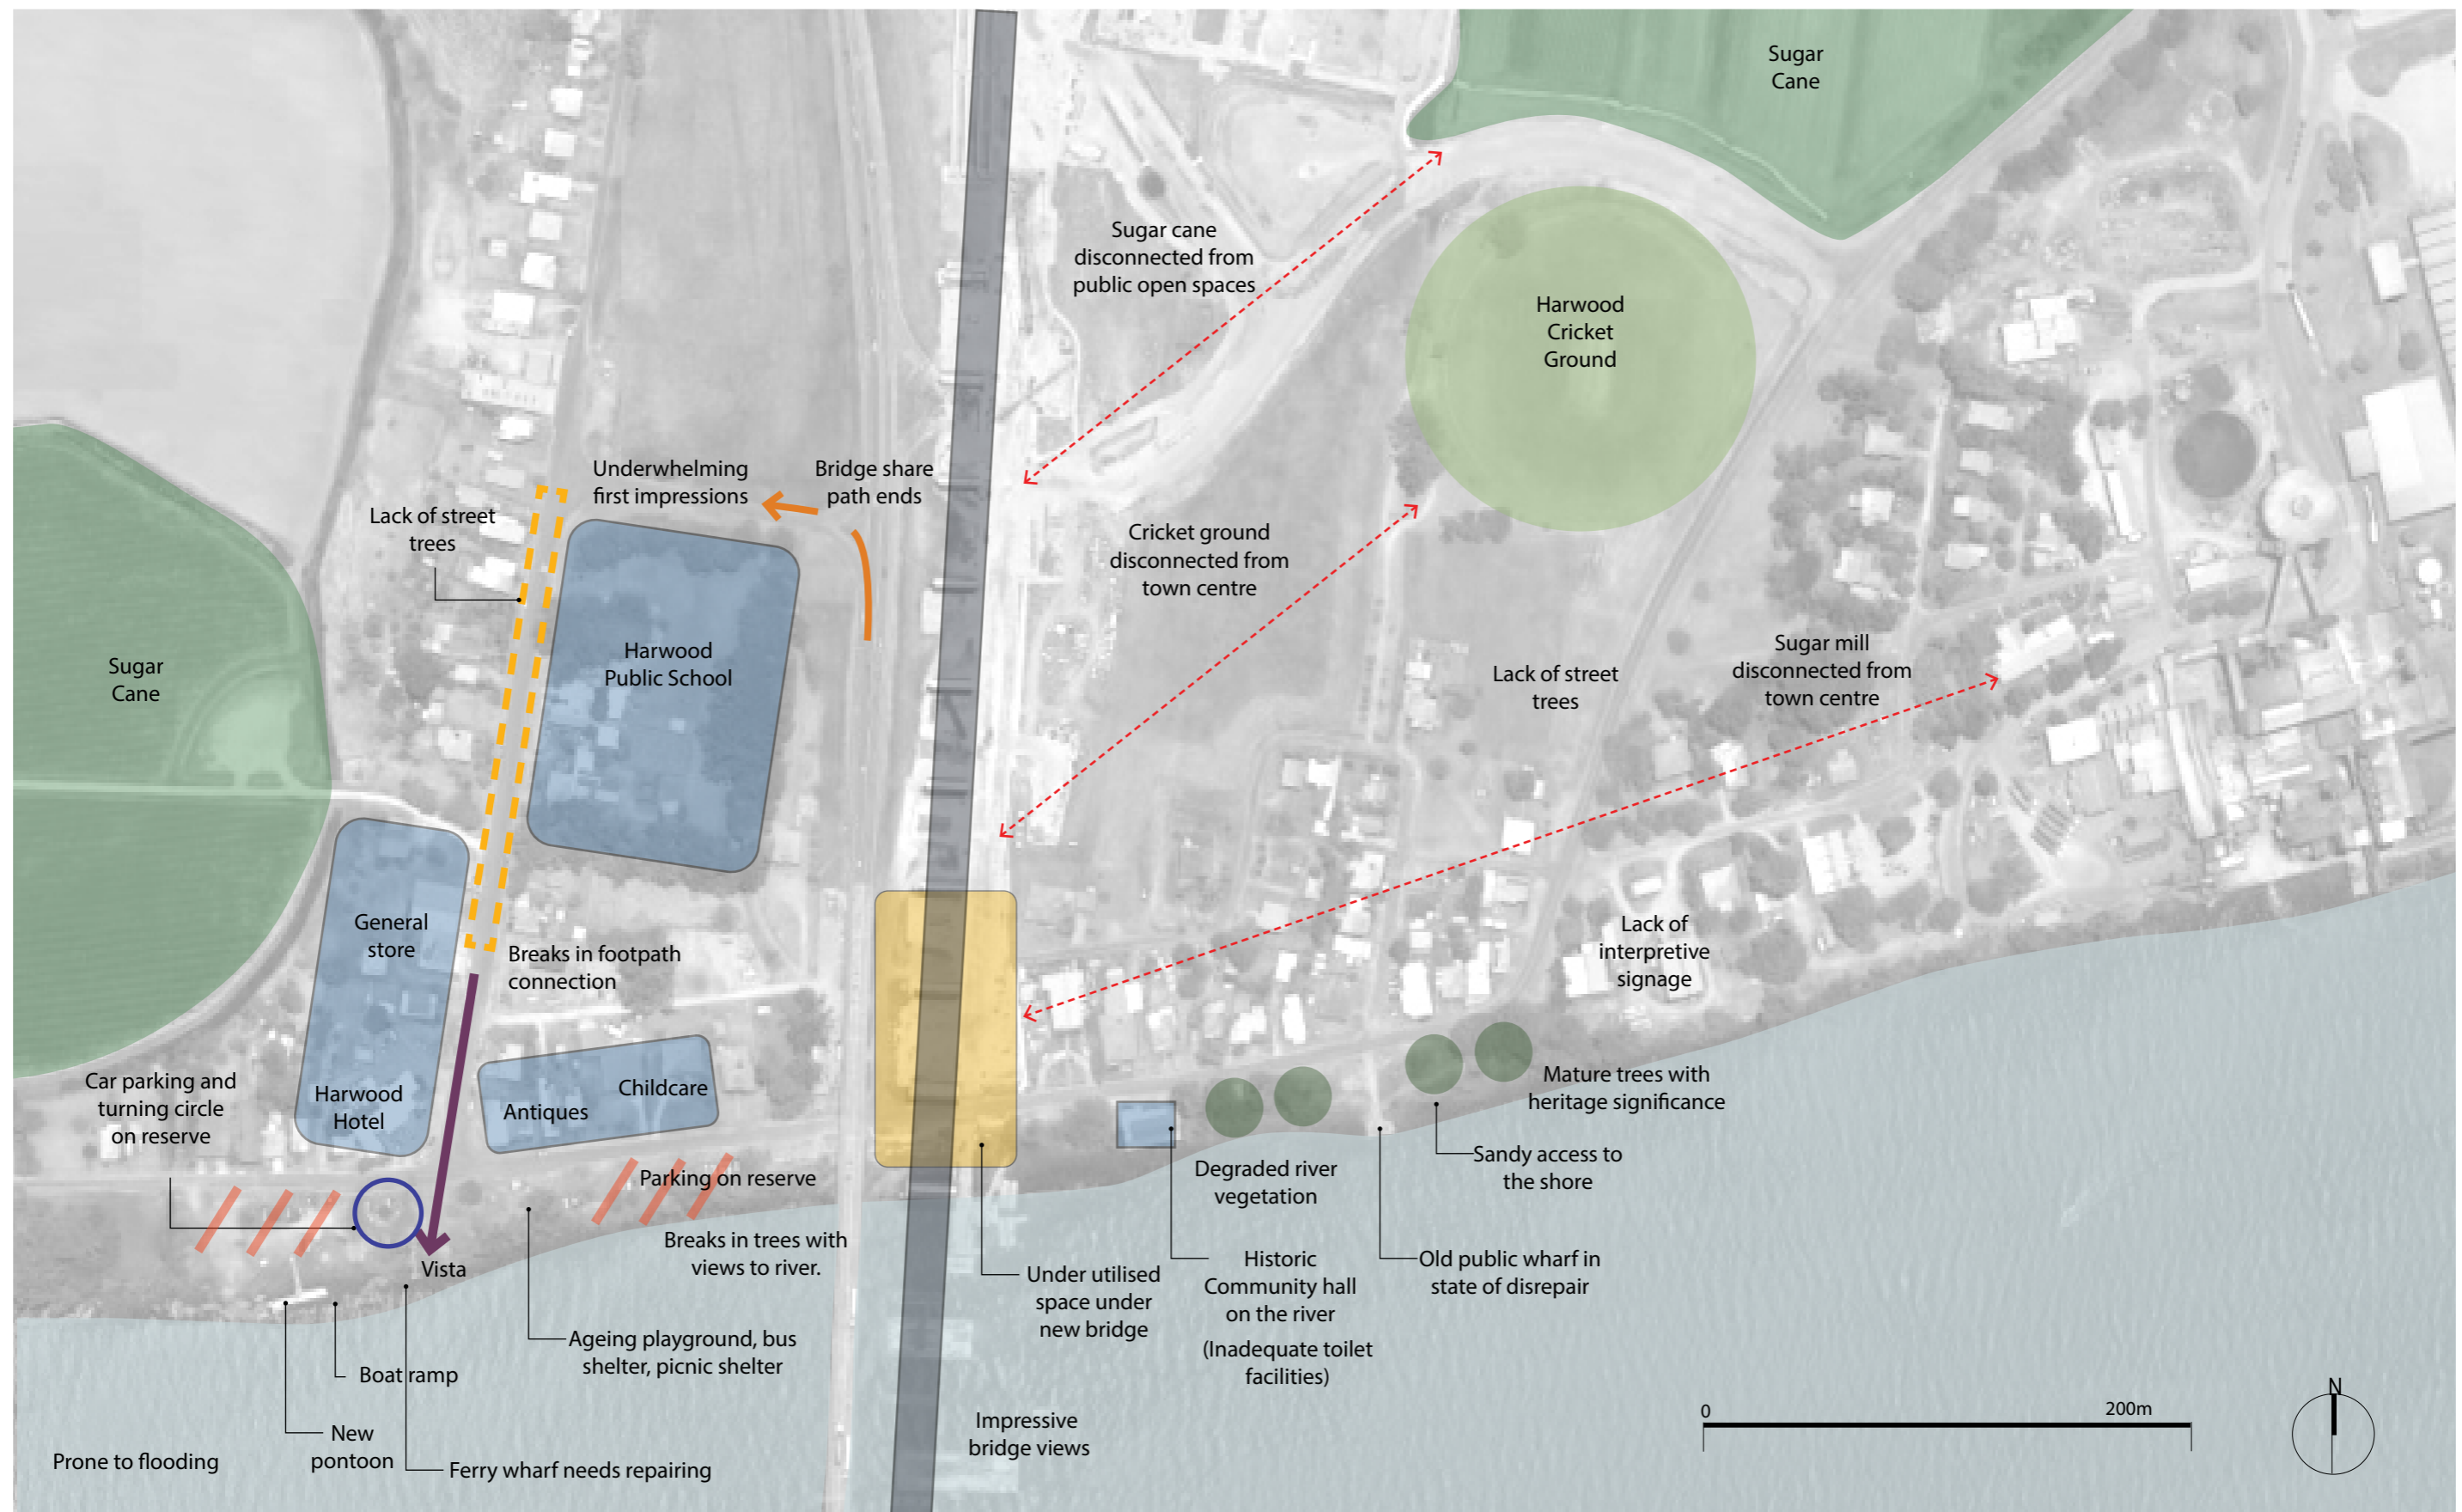 Sugar
Cane
Sugar cane
disconnected from
public open spaces
Harwood
Cricket
Ground
Underwhelming
first impressions
Bridge share
path ends
Lack of street
trees
Cricket ground
disconnected from
town centre
Harwood
Public School
Sugar
Cane
Lack of street
trees
Sugar mill
disconnected from
town centre
General
store
Breaks in footpath
connection
Lack of
interpretive
signage
Car parking and
turning circle
on reserve
Harwood
Hotel
Antiques
Childcare
Mature trees with
heritage significance
Parking on reserve
Degraded river
vegetation
Sandy access to
the shore
Breaks in trees with
views to river.
Vista
Under utilised
space under
new bridge
Historic
Community hall
on the river
(Inadequate toilet
facilities)
Old public wharf in
state of disrepair
Ageing playground, bus
shelter, picnic shelter
Boat ramp
New
pontoon
Prone to flooding
Ferry wharf needs repairing
Impressive
bridge views
0
200m
N